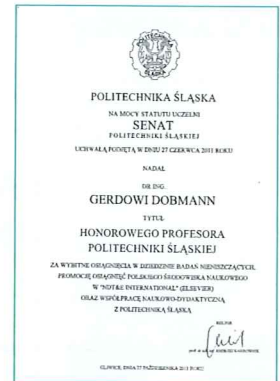 POLITECHNIKA ŚLĄSKA
NA MOCY STATUTU UCZELNI
SENAT
POLITECHNIKI ŚLĄSKIEJ
UCHWAŁĄ PODJĘTĄ W DNIU 27 CZERWCA 2011 ROKU
NADAŁ
DR ING.
GERDOWI DOBMANN
TYTUŁ
HONOROWEGO PROFESORA
POLITECHNIKI ŚLĄSKIEJ
ZA WYBITNE OSIĄGNIĘCIA W DZIEDZINIE BADAŃ NIENISZCZĄCYCH,
PROMOCJĘ OSIĄGNIĘĆ POLSKIEGO ŚRODOWISKA NAUKOWEGO
W "NDT&E INTERNATIONAL" (ELSEVIER)
ORAZ WSPÓŁPRACĘ NAUKOWO-DYDAKTYCZNĄ
Z POLITECHNIKĄ ŚLĄSKĄ
REKTOR
GLIWICE, DNIA 27 PAŹDZIERNIKA 2011 ROKU